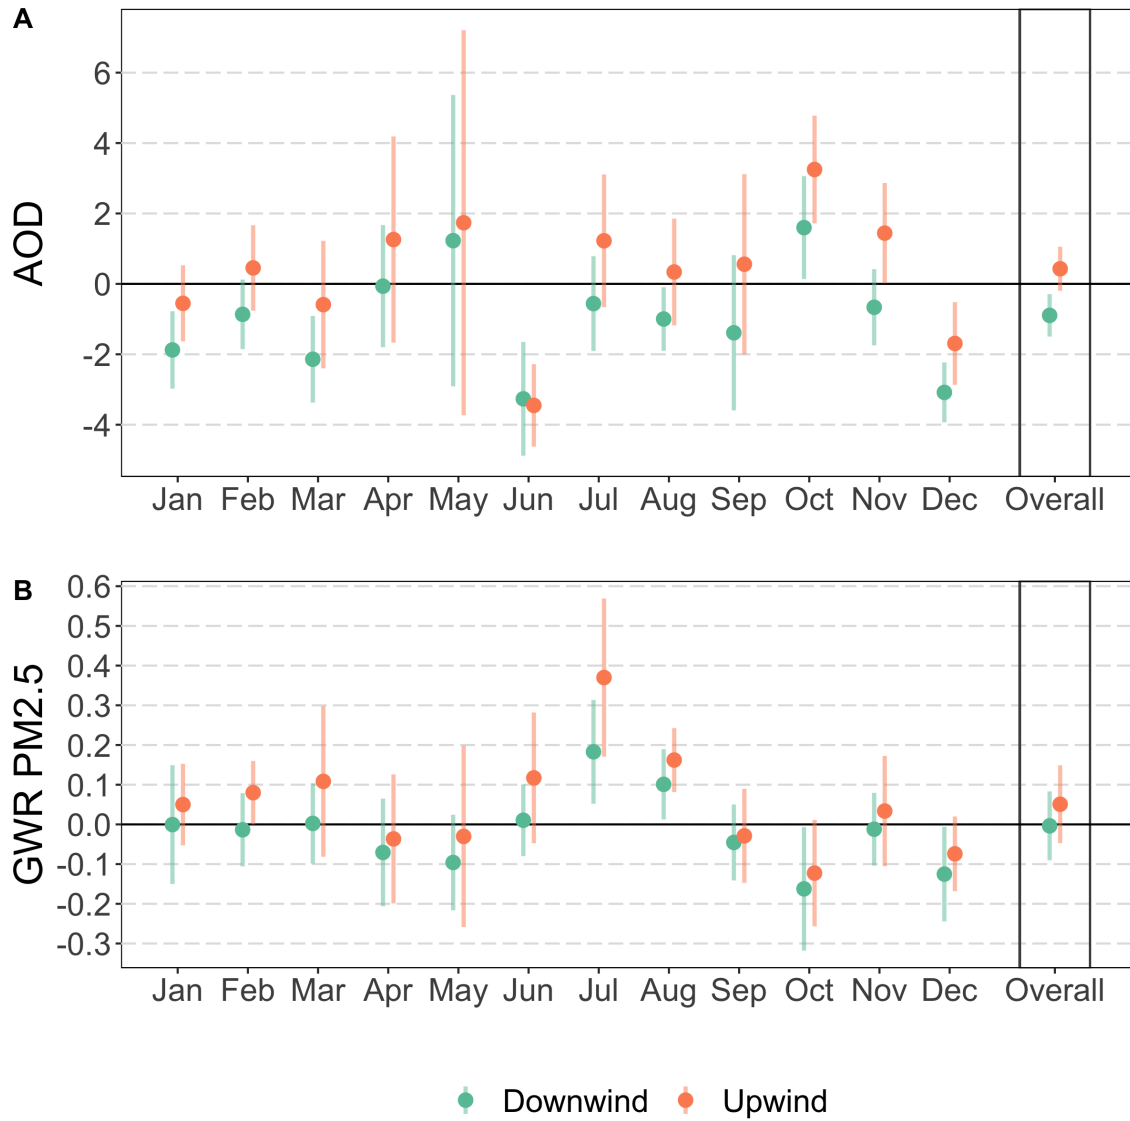 A
AOD
6
4
2
0
-2
-4
Jan Feb Mar Apr May Jun Jul Aug Sep Oct Nov Dec Overall
B
GWR PM2.5
0.6
0.5
0.4
0.3
0.2
0.1
0.0
-0.1
-0.2
-0.3
Jan Feb Mar Apr May Jun Jul Aug Sep Oct Nov Dec Overall
Downwind Upwind